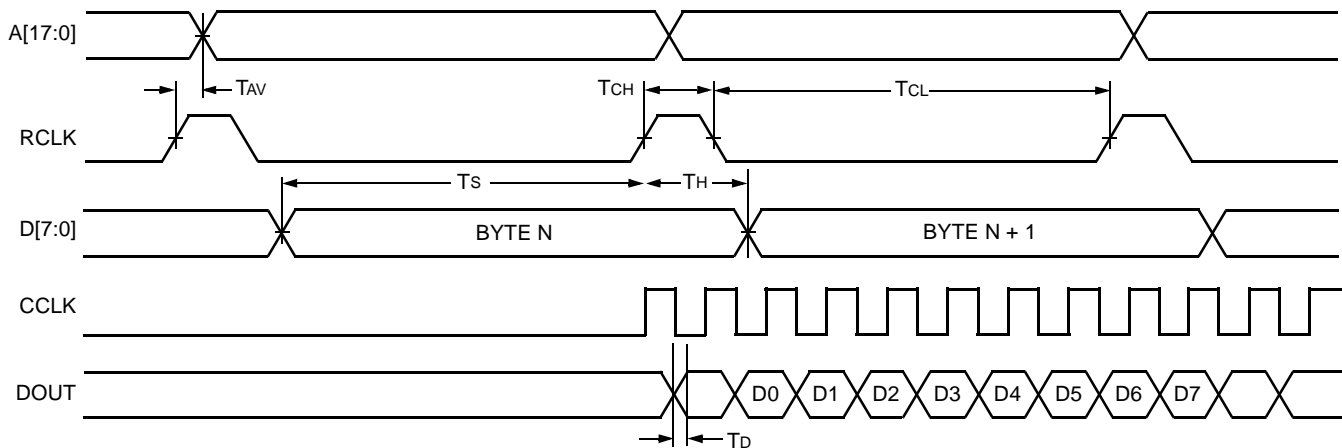 A[17:0]
TAV
TCH
TCL
RCLK
TS
TH
D[7:0]
BYTE N
BYTE N + 1
CCLK
DOUT
D0
D1
D2
D3
D4
D5
D6
D7
TD